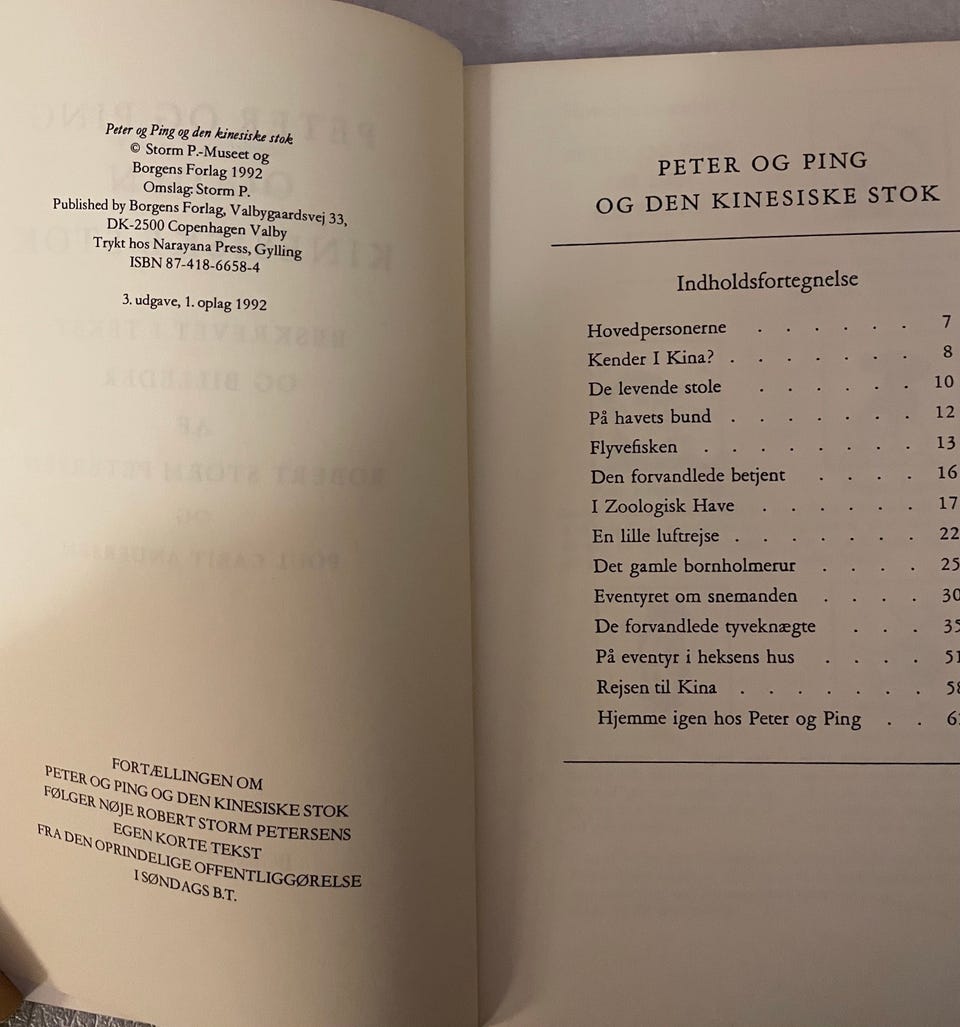 Peter og Ping og den kinesiske stok
© Storm P.-Museet og
Borgens Forlag 1992
Omslag: Storm P.
Published by Borgens Forlag, Valbygaardsvej 33,
DK-2500 Copenhagen Valby
Trykt hos Narayana Press, Gylling
ISBN 87-418-6658-4
3. udgave, 1. oplag 1992
FORTÆLLINGEN OM
PETER OG PING OG DEN KINESISKE STOK
FØLGER NØJE ROBERT STORM PETERSENS
EGEN KORTE TEKST
FRA DEN OPRINDELIGE OFFENTLIGGØRELSE
I SØNDAGS B.T.
PETER OG PING
OG DEN KINESISKE STOK
Indholdsfortegnelse
Hovedpersonerne . . . . . . 7
Kender I Kina? . . . . . . . 8
De levende stole . . . . . . 10
På havets bund . . . . . . . 12
Flyvefisken . . . . . . . . 13
Den forvandlede betjent . . . . 16
I Zoologisk Have . . . . . . 17
En lille luftrejse . . . . . . . 22
Det gamle bornholmerur . . . . 25
Eventyret om snemanden . . . . 30
De forvandlede tyveknægte . . . 35
På eventyr i heksens hus . . . . 51
Rejsen til Kina . . . . . . . 58
Hjemme igen hos Peter og Ping . . 6